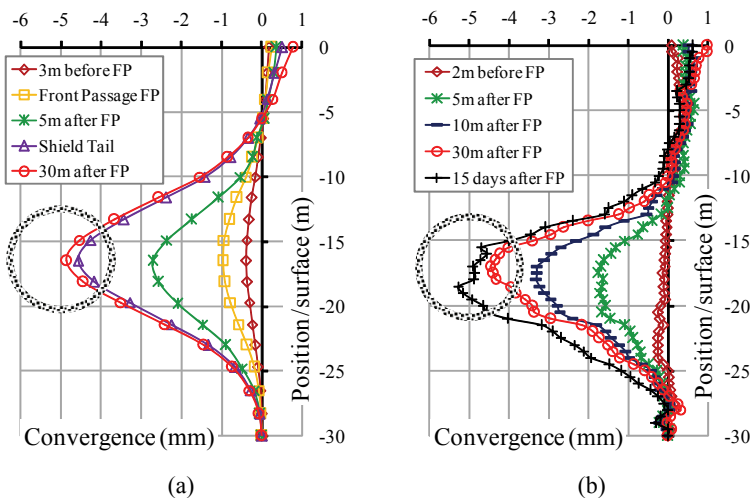 -6 -5 -4 -3 -2 -1 0 1
0
-5
-10
-15
-20
-25
-30
3m before FP
Front Passage FP
5m after FP
Shield Tail
30m after FP
Position/surface (m)
Convergence (mm)
(a)
-6 -5 -4 -3 -2 -1 0 1
0
-5
-10
-15
-20
-25
-30
2m before FP
5m after FP
10m after FP
30m after FP
15 days after FP
Position/surface (m)
Convergence (mm)
(b)